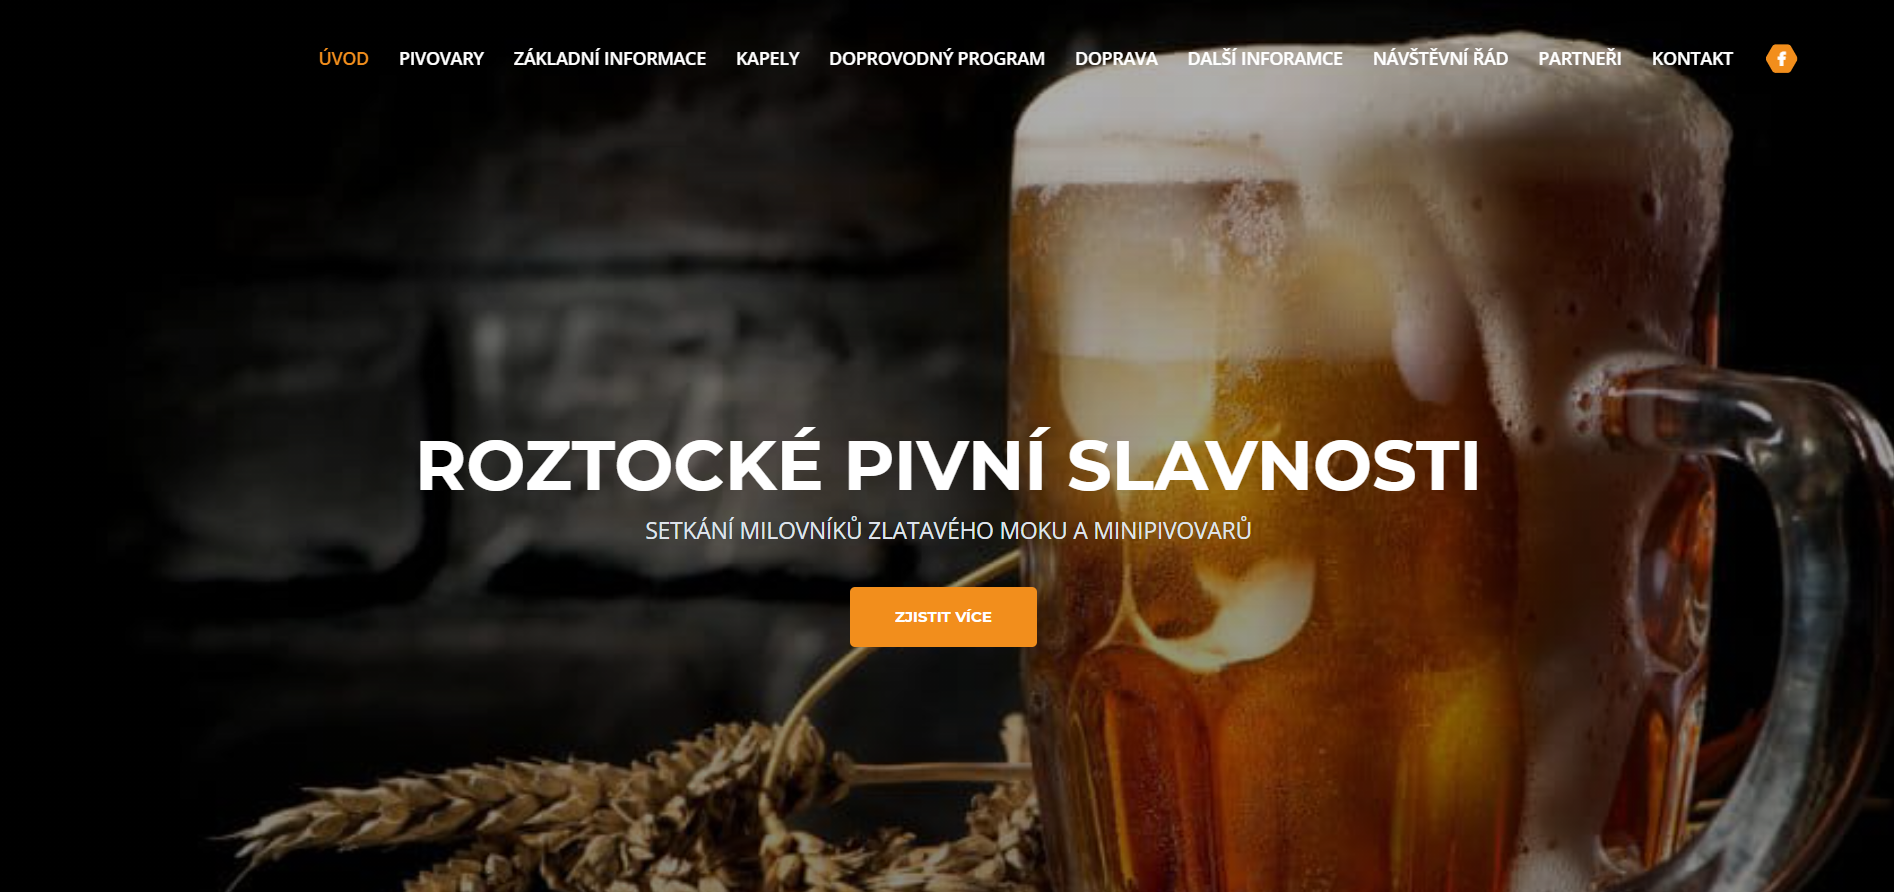 ÚVOD PIVOVARY ZÁKLADNÍ INFORMACE KAPELY DOPROVODNÝ PROGRAM DOPRAVA DALŠÍ INFORAMCE NÁVŠTĚVNÍ ŘÁD PARTNEŘI KONTAKT
ROZTOCKÉ PIVNÍ SLAVNOSTI
SETKÁNÍ MILOVNÍKŮ ZLATAVÉHO MOKU A MINIPIVOVARŮ
ZJISTIT VÍCE